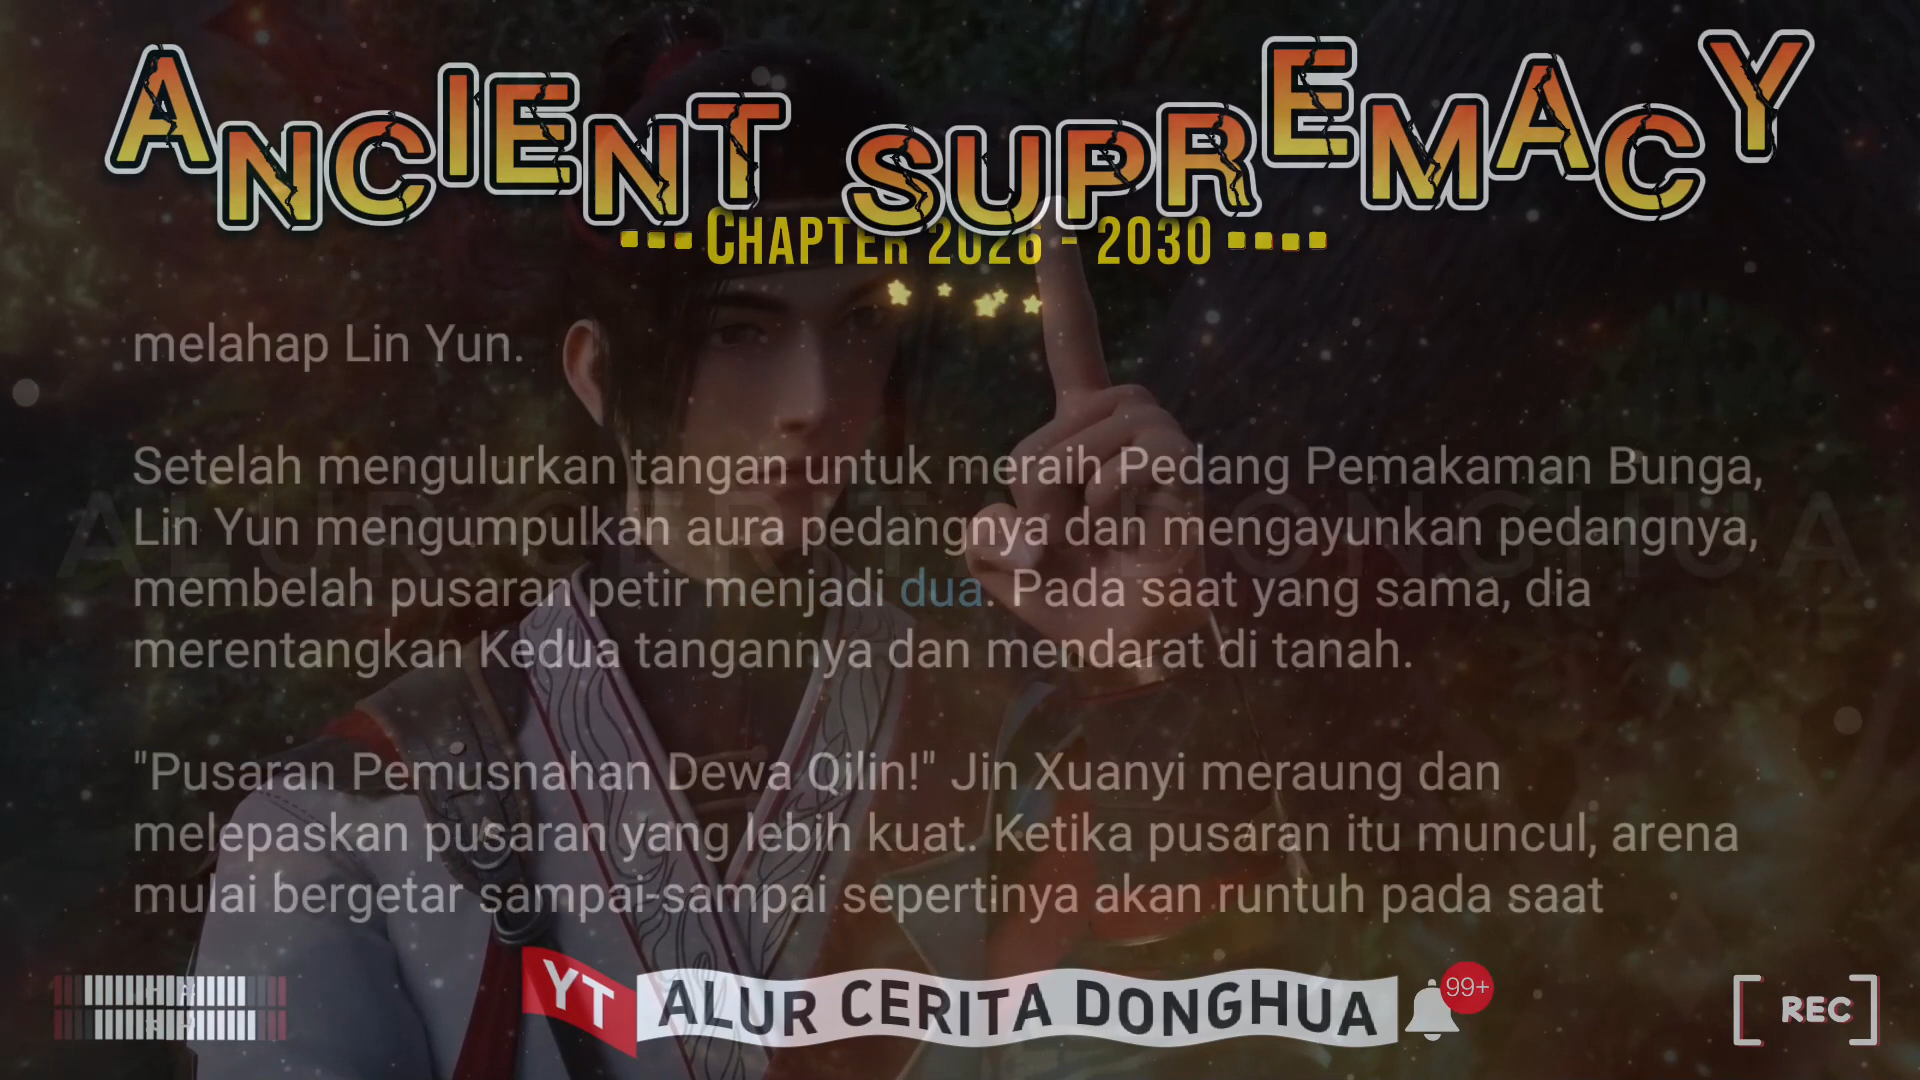 ANCIENT SUPREMACY
CHAPTER 2026 - 2030
melahap Lin Yun.
Setelah mengulurkan tangan untuk meraih Pedang Pemakaman Bunga,
Lin Yun mengumpulkan aura pedangnya dan mengayunkan pedangnya,
membelah pusaran petir menjadi dua. Pada saat yang sama, dia
merentangkan Kedua tangannya dan mendarat di tanah.
"Pusaran Pemusnahan Dewa Qilin!" Jin Xuanyi meraung dan
melepaskan pusaran yang lebih kuat. Ketika pusaran itu muncul, arena
mulai bergetar sampai-sampai sepertinya akan runtuh pada saat
ALUR CERITA DONGHUA
YT ALUR CERITA DONGHUA 99+
REC